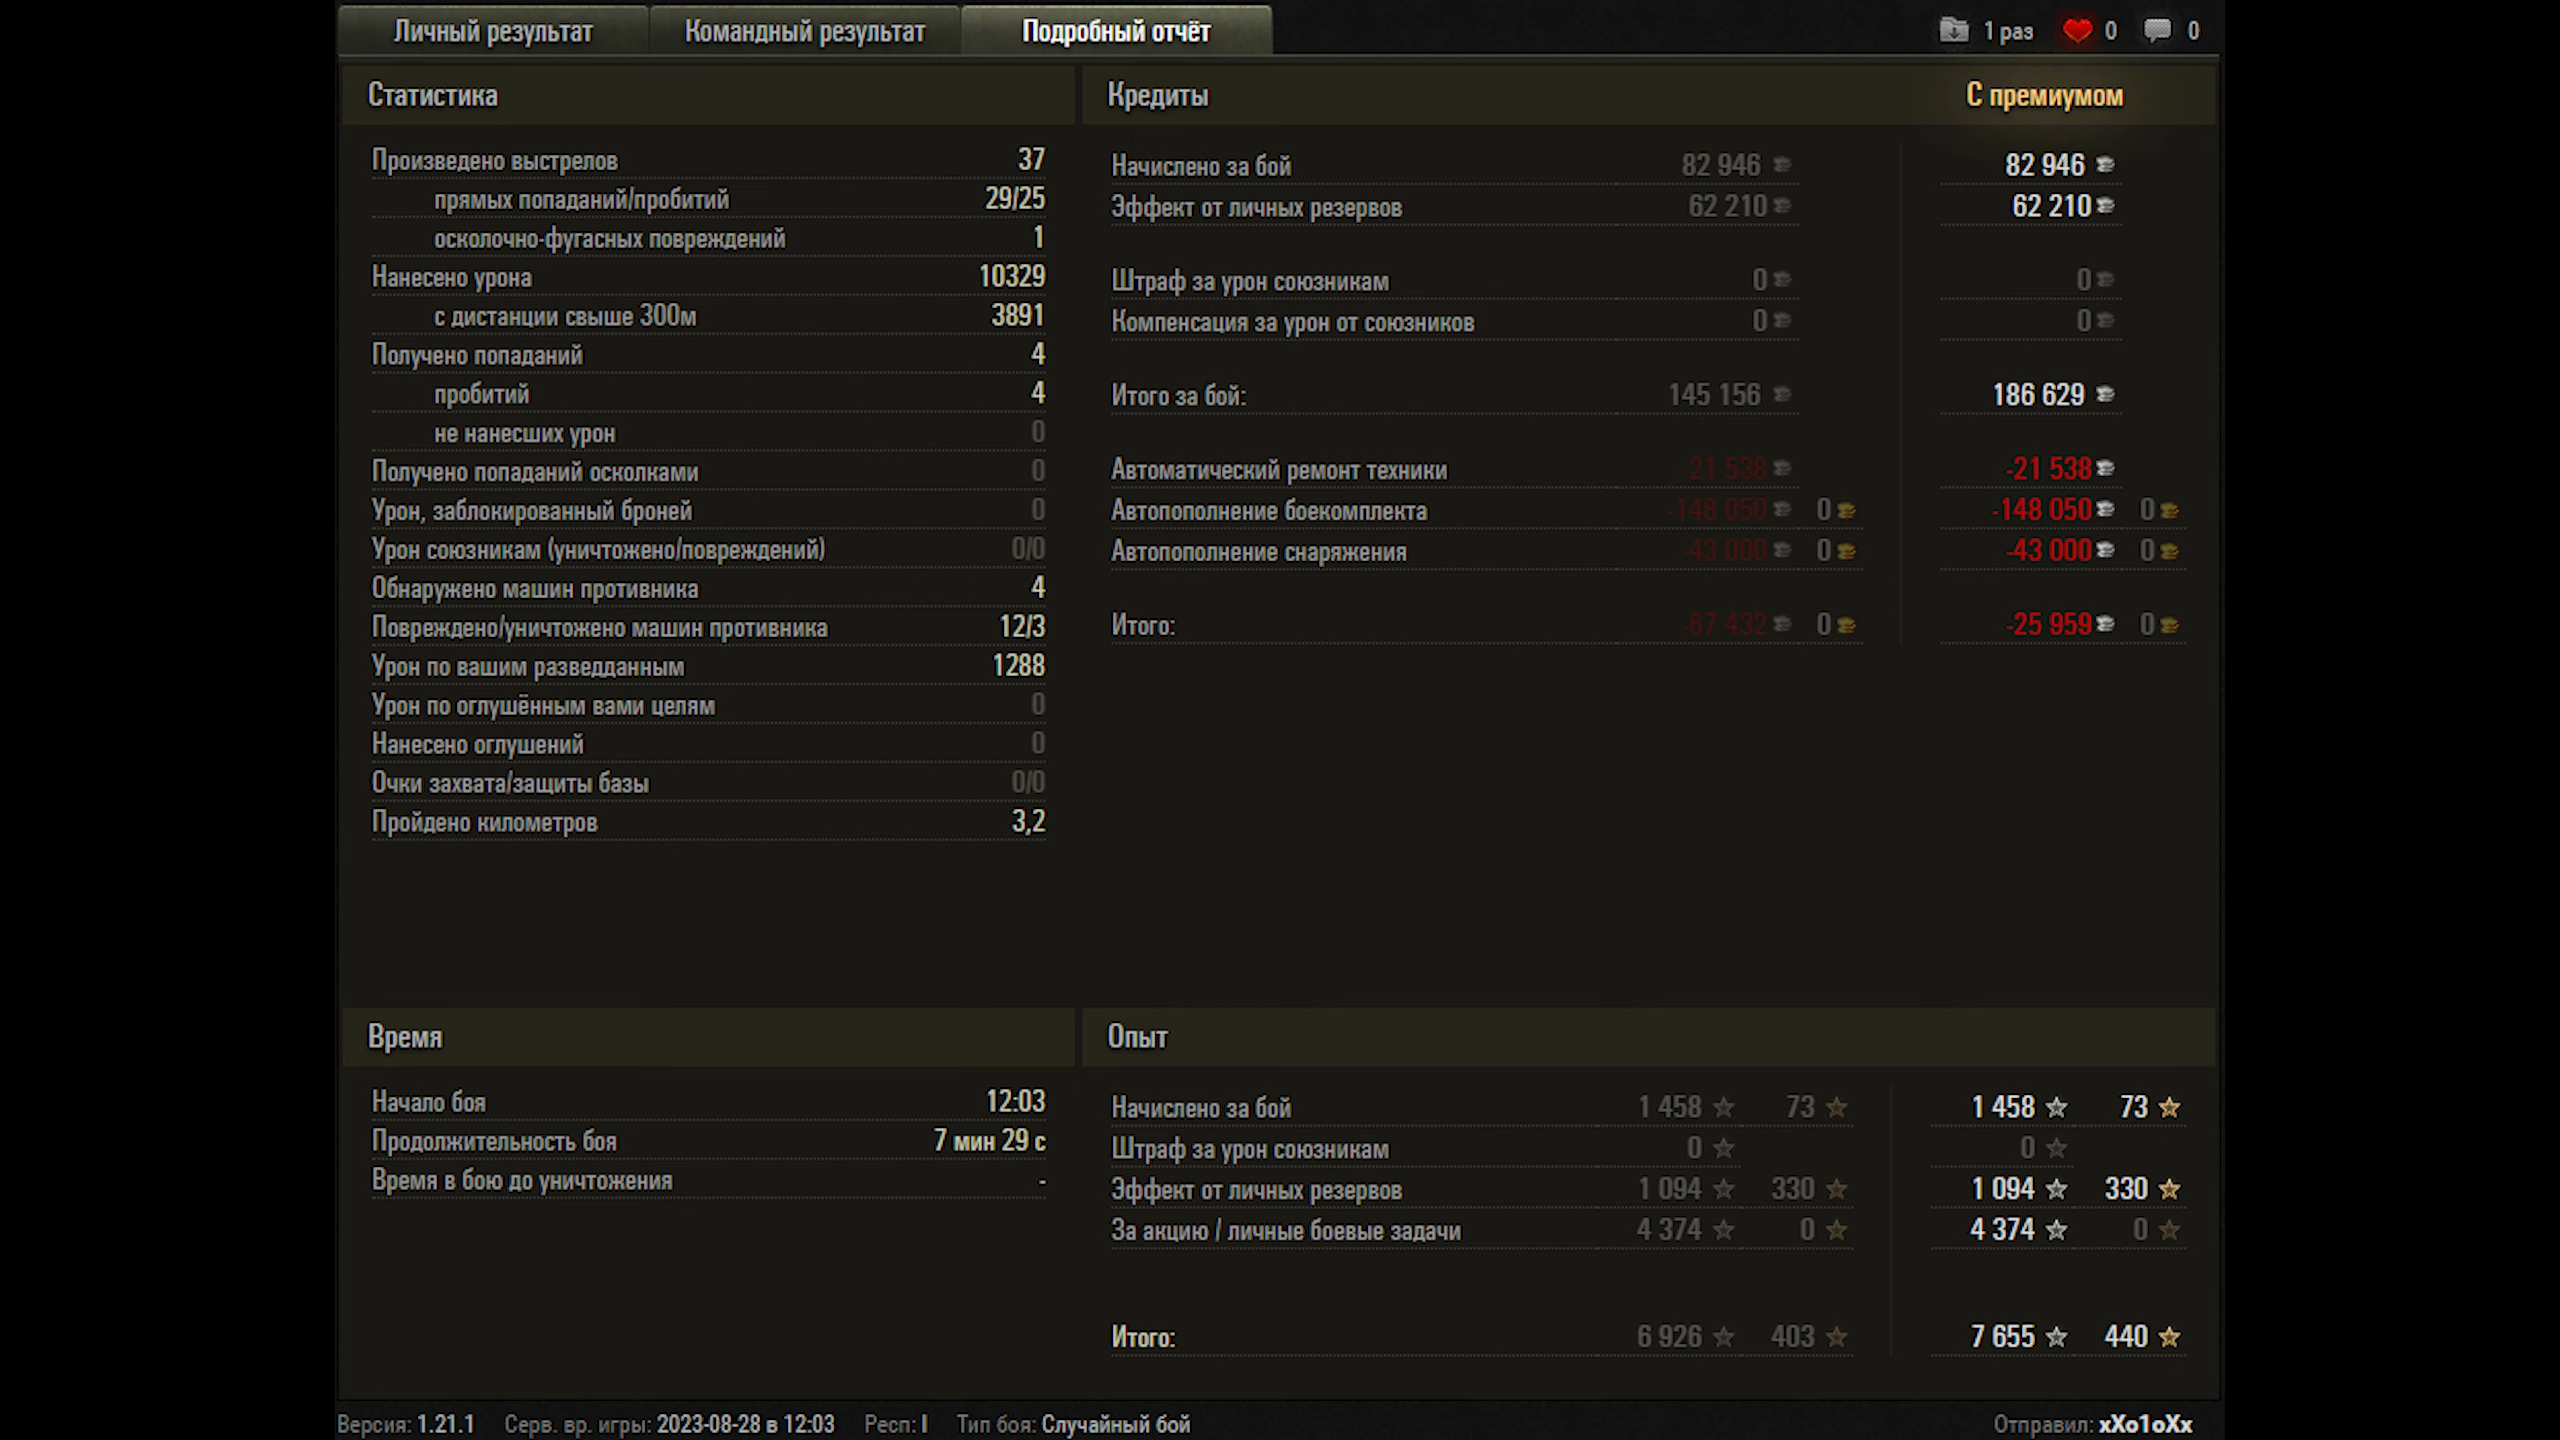 Личный результат Командный результат Подробный отчёт 1 раз 0 0
Статистика
Произведено выстрелов 37
прямых попаданий/пробитий 29/25
осколочно-фугасных повреждений 1
Нанесено урона 10329
с дистанции свыше 300м 3891
Получено попаданий 4
пробитий 4
не нанесших урон 0
Получено попаданий осколками 0
Урон, заблокированный броней 0
Урон союзникам (уничтожено/повреждений) 0/0
Обнаружено машин противника 4
Повреждено/уничтожено машин противника 12/3
Урон по вашим разведданным 1288
Урон по оглушённым вами целям 0
Нанесено оглушений 0
Очки захвата/защиты базы 0/0
Пройдено километров 3,2
Кредиты С премиумом
Начислено за бой 82 946 82 946
Эффект от личных резервов 62 210 62 210
Штраф за урон союзникам 0 0
Компенсация за урон от союзников 0 0
Итого за бой: 145 156 186 629
Автоматический ремонт техники -21 538 -21 538
Автопополнение боекомплекта -148 050 0 -148 050 0
Автопополнение снаряжения -43 000 0 -43 000 0
Итого: -67 432 0 -25 959 0
Время
Начало боя 12:03
Продолжительность боя 7 мин 29 с
Время в бою до уничтожения -
Опыт
Начислено за бой 1 458 73 1 458 73
Штраф за урон союзникам 0 0
Эффект от личных резервов 1 094 330 1 094 330
За акцию / личные боевые задачи 4 374 0 4 374 0
Итого: 6 926 403 7 655 440
Версия: 1.21.1 Серв. вр. игры: 2023-08-28 в 12:03 Респ: I Тип боя: Случайный бой Отправил: xXo1oXx